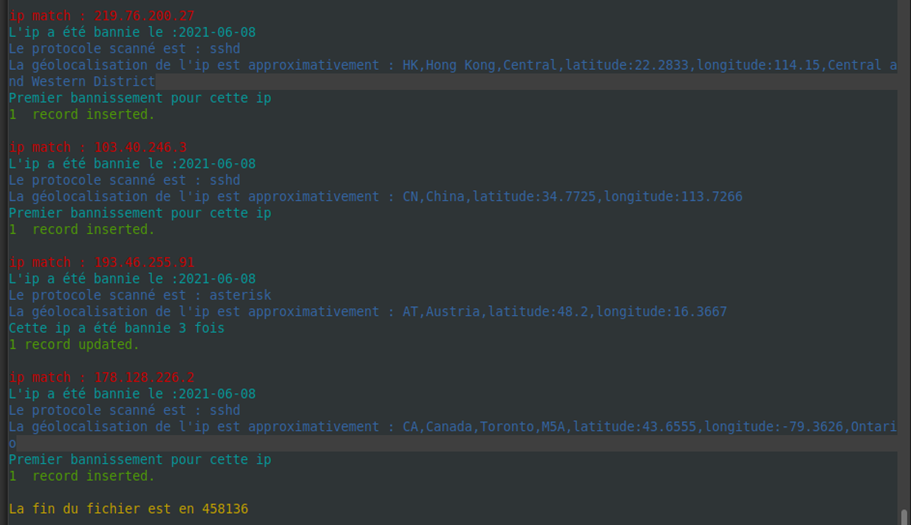 ip match : 219.76.200.27
L'ip a été bannie le :2021-06-08
Le protocole scanné est : sshd
La géolocalisation de l'ip est approximativement : HK,Hong Kong,Central,latitude:22.2833,longitude:114.15,Central a
nd Western District
Premier bannissement pour cette ip
1  record inserted.

ip match : 103.48.246.3
L'ip a été bannie le :2021-06-08
Le protocole scanné est : sshd
La géolocalisation de l'ip est approximativement : CN,China,latitude:34.7725,longitude:113.7266
Premier bannissement pour cette ip
1  record inserted.

ip match : 193.46.255.91
L'ip a été bannie le :2021-06-08
Le protocole scanné est : asterisk
La géolocalisation de l'ip est approximativement : AT,Austria,latitude:48.2,longitude:16.3667
Cette ip a été bannie 3 fois
1 record updated.

ip match : 178.128.226.2
L'ip a été bannie le :2021-06-08
Le protocole scanné est : sshd
La géolocalisation de l'ip est approximativement : CA,Canada,Toronto,M5A,latitude:43.6555,longitude:-79.3626,Ontari
o
Premier bannissement pour cette ip
1  record inserted.

La fin du fichier est en 458136